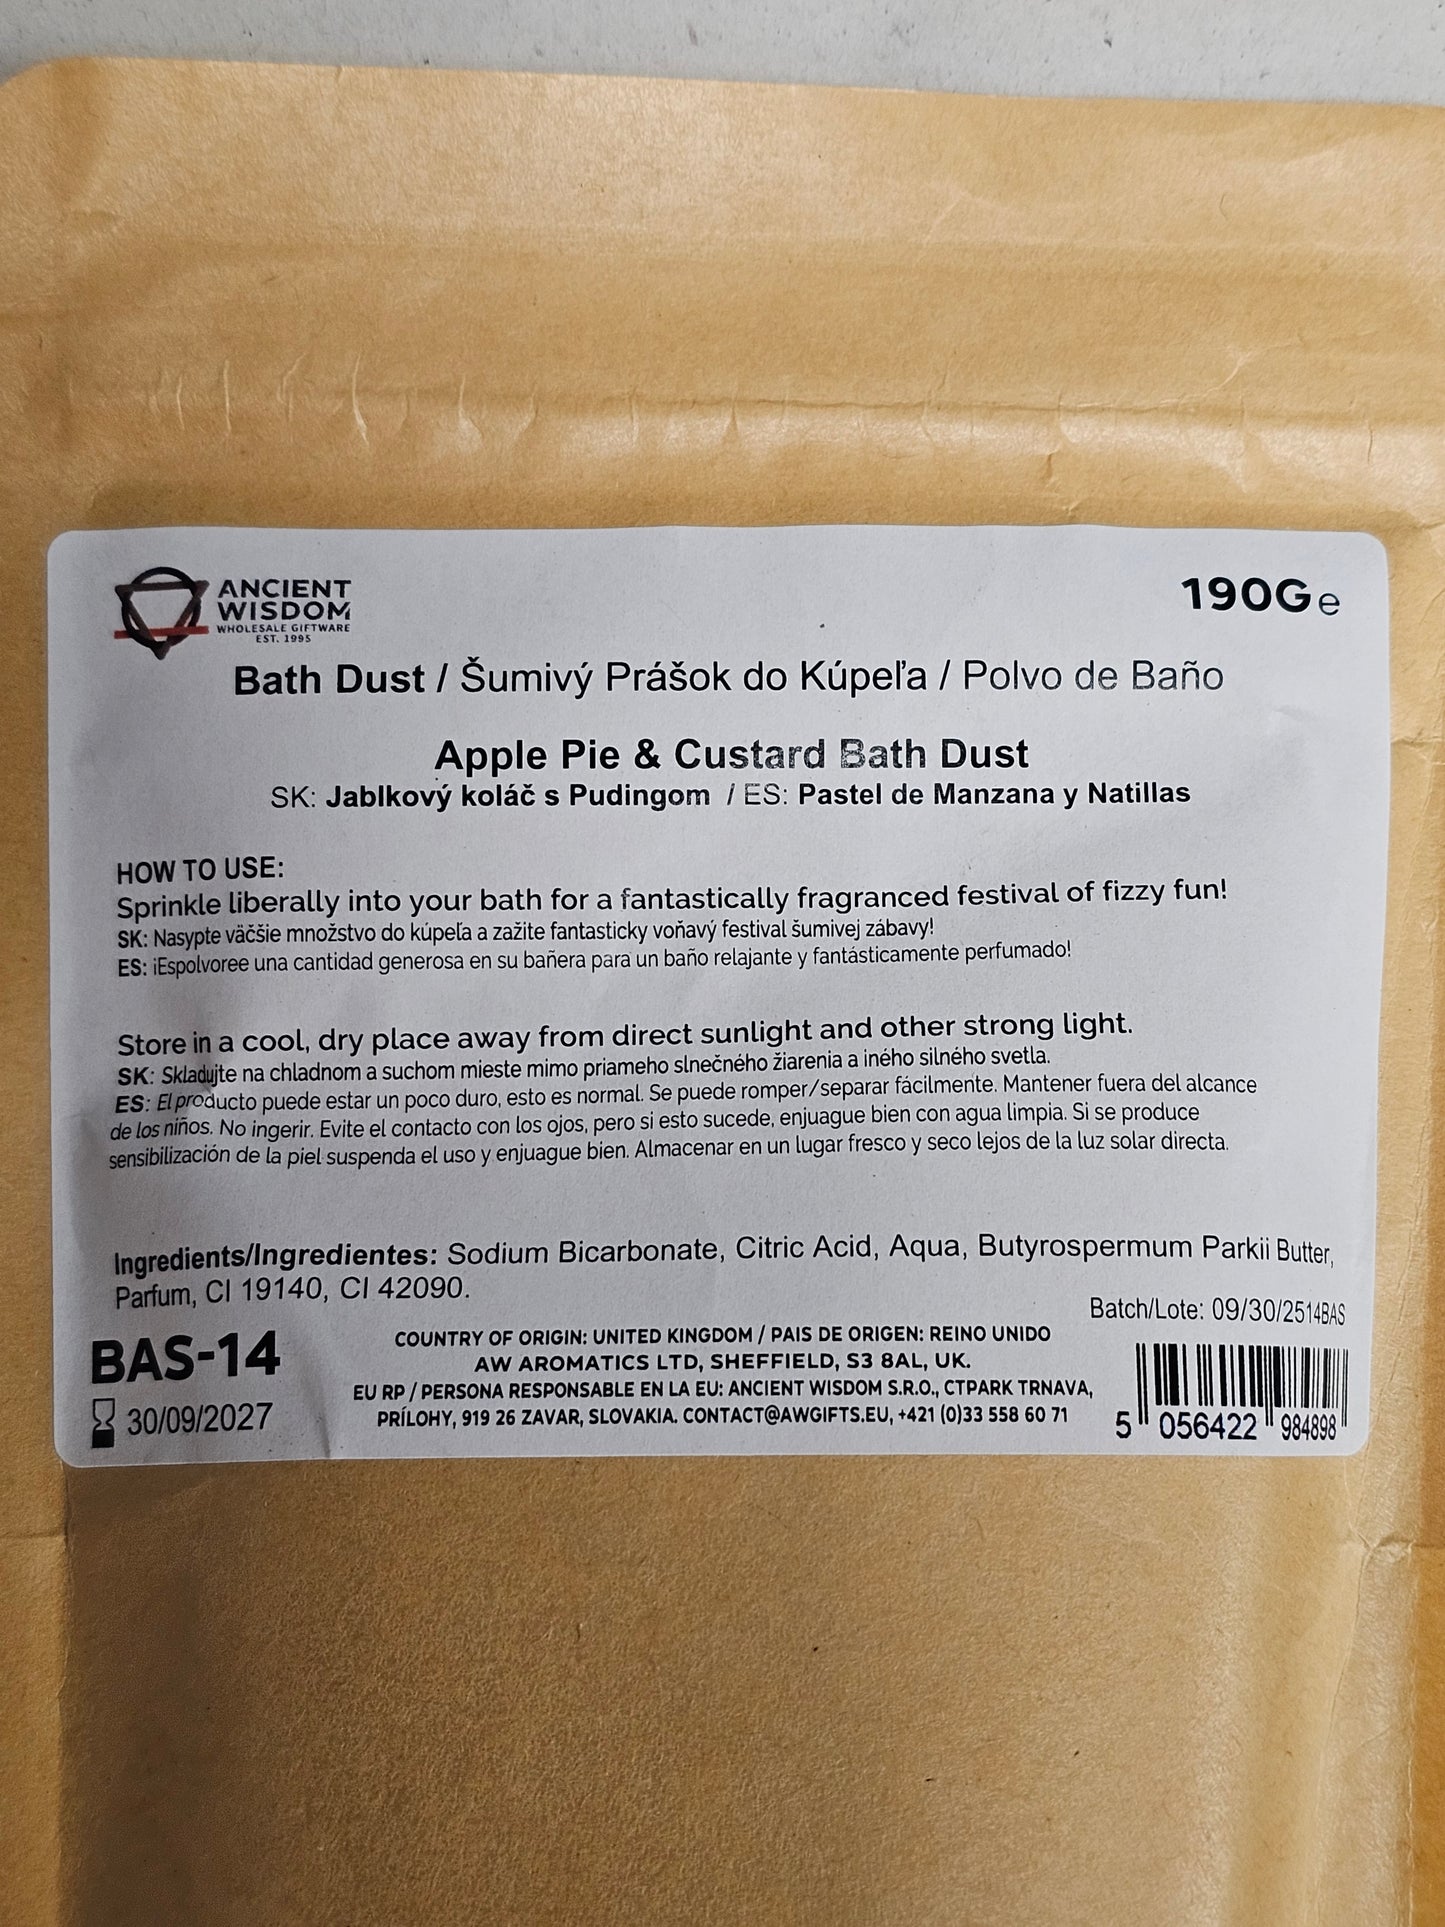 ANCIENT
WISDOM
WHOLESALE GIFTWARE
EST. 1995
190G e
Bath Dust / Šumivý Prášok do Kúpeľa / Polvo de Baño
Apple Pie & Custard Bath Dust
SK: Jablkový koláč s Pudingom / ES: Pastel de Manzana y Natillas
HOW TO USE:
Sprinkle liberally into your bath for a fantastically fragranced festival of fizzy fun!
SK: Nasypte väčšie množstvo do kúpeľa a zažite fantasticky voňavý festival šumivej zábavy!
ES: ¡Espolvoree una cantidad generosa en su bañera para un baño relajante y fantásticamente perfumado!
Store in a cool, dry place away from direct sunlight and other strong light.
SK: Skladujte na chladnom a suchom mieste mimo priameho slnečného žiarenia a iného silného svetla.
ES: El producto puede estar un poco duro, esto es normal. Se puede romper/separar fácilmente. Mantener fuera del alcance
de los niños. No ingerir. Evite el contacto con los ojos, pero si esto sucede, enjuague bien con agua limpia. Si se produce
sensibilización de la piel suspenda el uso y enjuague bien. Almacenar en un lugar fresco y seco lejos de la luz solar directa.
Ingredients/Ingredientes: Sodium Bicarbonate, Citric Acid, Aqua, Butyrospermum Parkii Butter,
Parfum, CI 19140, CI 42090.
Batch/Lote: 09/30/2514BAS
BAS-14
30/09/2027
COUNTRY OF ORIGIN: UNITED KINGDOM / PAIS DE ORIGEN: REINO UNIDO
AW AROMATICS LTD, SHEFFIELD, S3 8AL, UK.
EU RP / PERSONA RESPONSABLE EN LA EU: ANCIENT WISDOM S.R.O., CTPARK TRNAVA,
PRÍLOHY, 919 26 ZAVAR, SLOVAKIA. CONTACT@AWGIFTS.EU, +421 (0)33 558 60 71
5 056422 984898